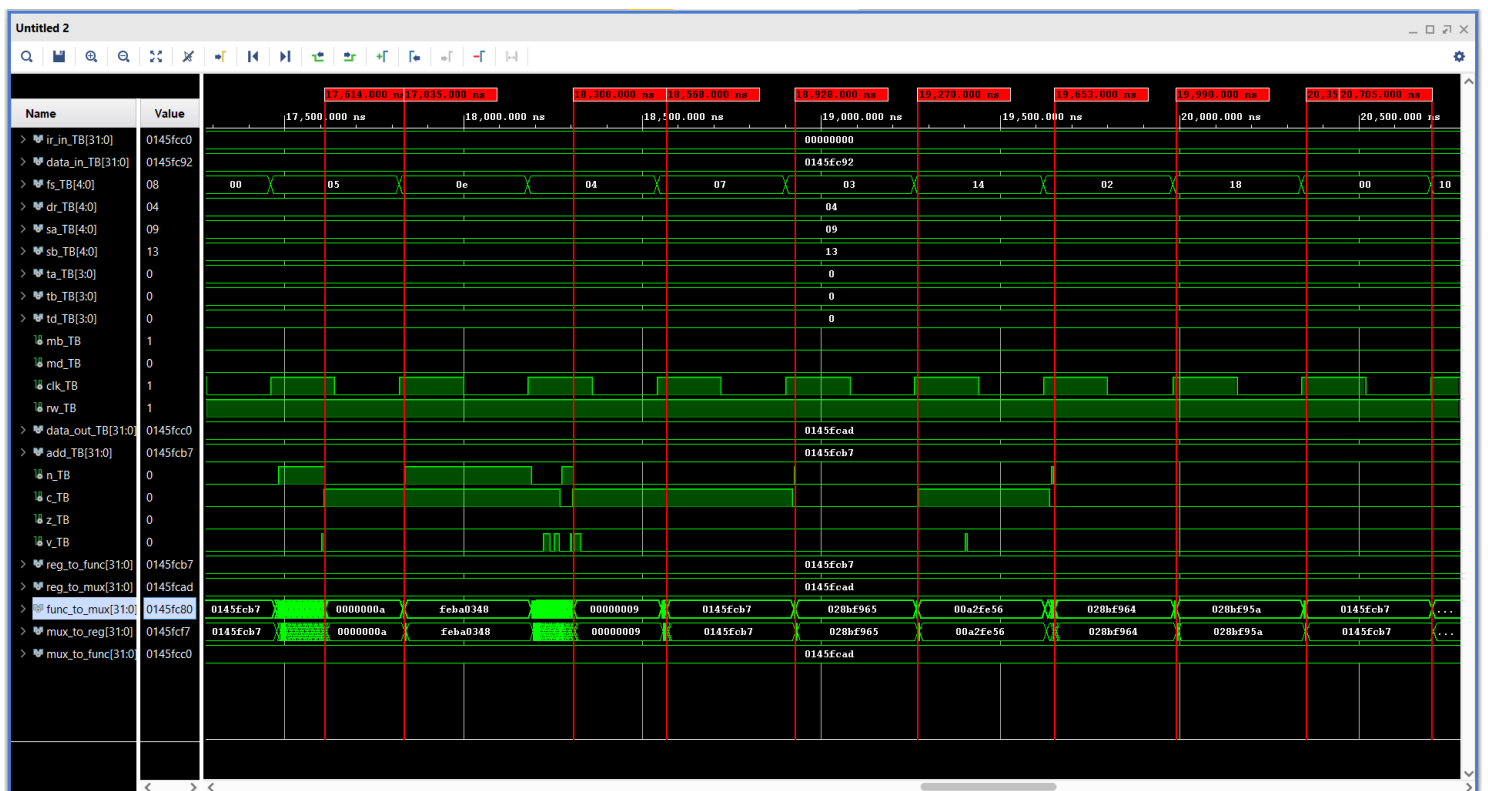 Untitled 2
Name Value
17,614.000 ns 17,835.000 ns 18,308.000 ns 18,568.000 ns 18,928.000 ns 19,270.000 ns 19,653.000 ns 19,990.000 ns 20,35 20,705.000 ns
17,500.000 ns 18,000.000 ns 18,500.000 ns 19,000.000 ns 19,500.000 ns 20,000.000 ns 20,500.000 ns
ir_in_TB[31:0] 0145fcc0 00000000
data_in_TB[31:0] 0145fc92 0145fc92
fs_TB[4:0] 08 00 05 0e 04 07 03 14 02 18 00 10
dr_TB[4:0] 04 04
sa_TB[4:0] 09 09
sb_TB[4:0] 13 13
ta_TB[3:0] 0 0
tb_TB[3:0] 0 0
td_TB[3:0] 0 0
mb_TB 1
md_TB 0
clk_TB 1
rw_TB 1
data_out_TB[31:0] 0145fcc0 0145fcad
add_TB[31:0] 0145fcb7 0145fcb7
n_TB 0
c_TB 0
z_TB 0
v_TB 0
reg_to_func[31:0] 0145fcb7 0145fcb7
reg_to_mux[31:0] 0145fcad 0145fcad
func_to_mux[31:0] 0145fc80 0145fcb7 0000000a feba0348 00000009 0145fcb7 028bf965 00a2fe56 028bf964 028bf95a 0145fcb7 ...
mux_to_reg[31:0] 0145fcf7 0145fcb7 0000000a feba0348 00000009 0145fcb7 028bf965 00a2fe56 028bf964 028bf95a 0145fcb7 ...
mux_to_func[31:0] 0145fcc0 0145fcad